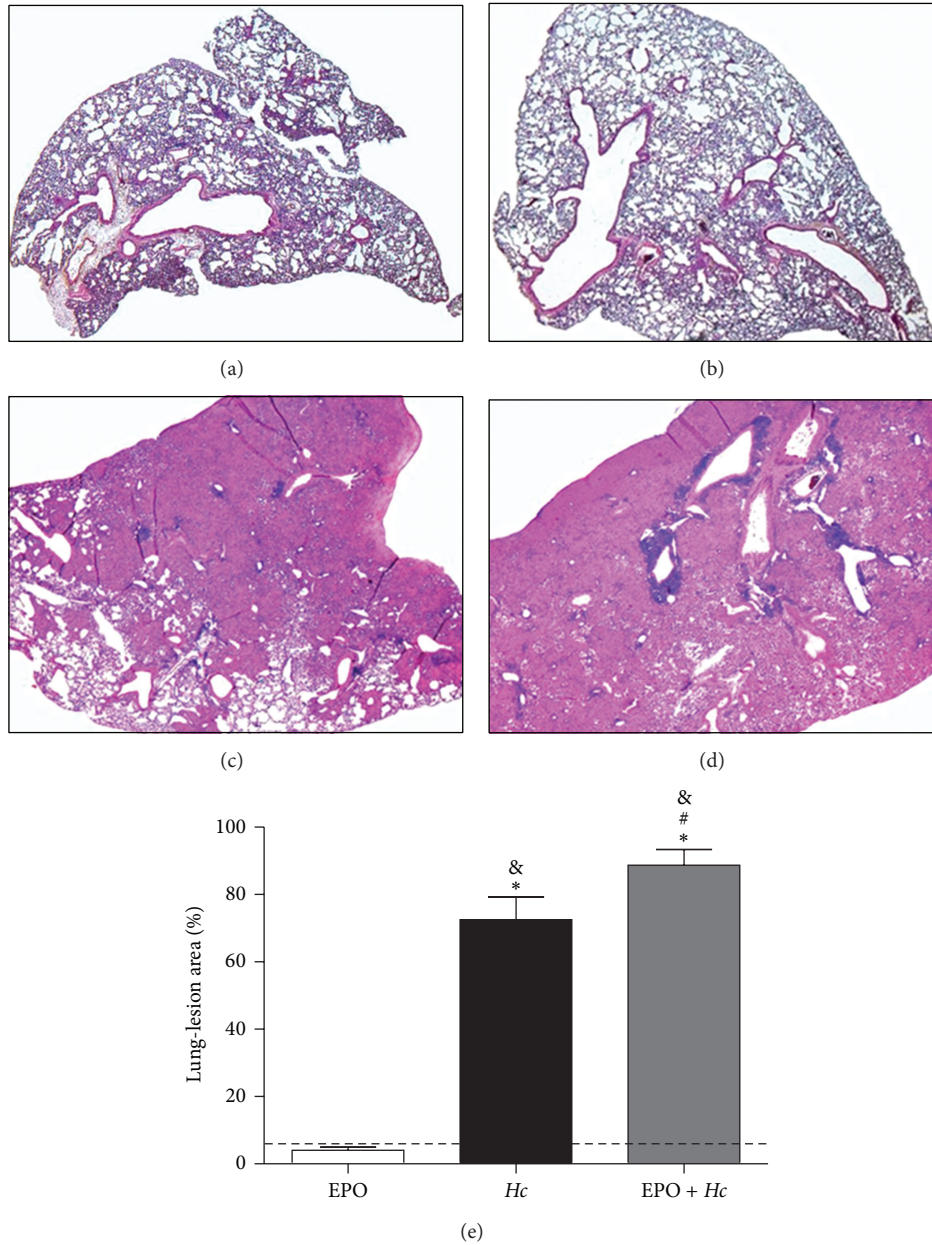 (a)
(b)
(c)
(d)
Lung-lesion area (%)
100
80
60
40
20
0
&
*
&
#
*
EPO
Hc
EPO + Hc
(e)